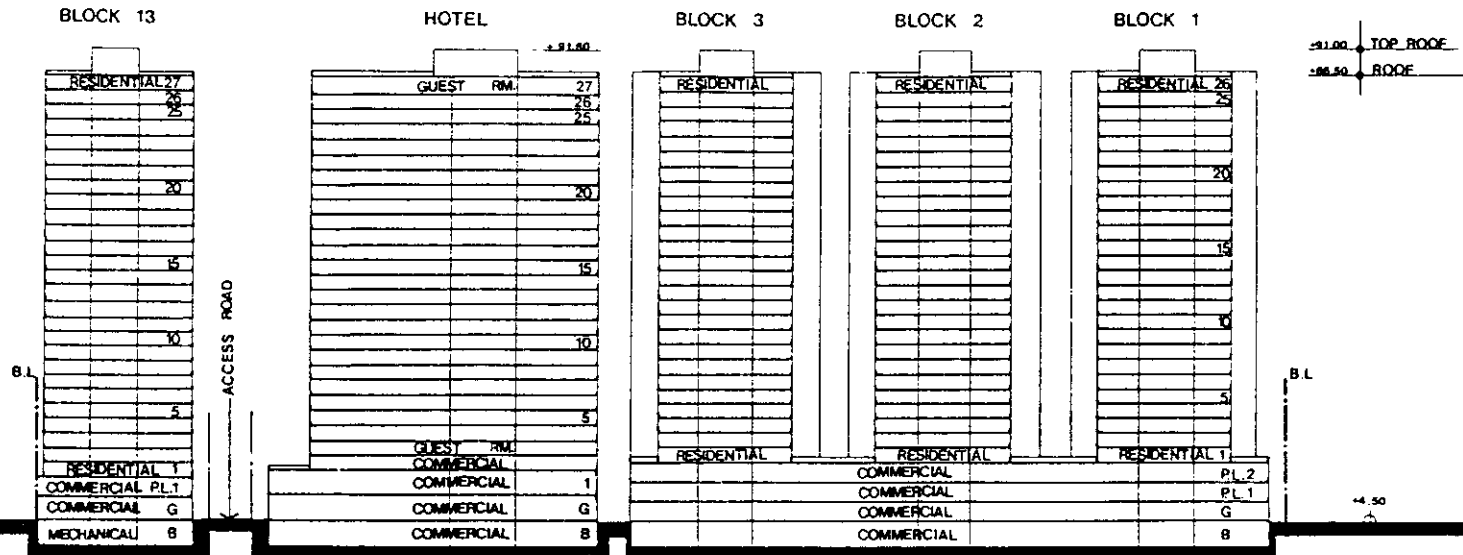 BLOCK 13
HOTEL
BLOCK 3
BLOCK 2
BLOCK 1
+91.60
+91.00 TOP ROOF
ROOF
RESIDENTIAL 27
26
25
20
15
10
5
RESIDENTIAL 1
COMMERCIAL P.L.1
COMMERCIAL G
MECHANICAL B
B.L
ACCESS ROAD
GUEST RM. 27
26
25
20
15
10
5
GUEST RM.
COMMERCIAL
COMMERCIAL 1
COMMERCIAL G
COMMERCIAL B
RESIDENTIAL
RESIDENTIAL
RESIDENTIAL 26
25
20
15
10
5
RESIDENTIAL
RESIDENTIAL
RESIDENTIAL 1
COMMERCIAL P.L.2
COMMERCIAL P.L.1
COMMERCIAL G
COMMERCIAL B
B.L
+4.50